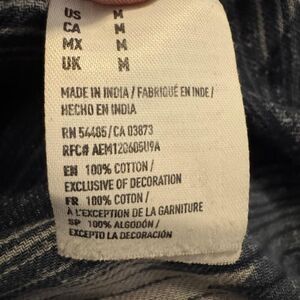 US M
CA M
MX M
UK M
MADE IN INDIA / FABRIQUÉ EN INDE /
HECHO EN INDIA
RN 54485/CA 03873
RFC# AEM120605U9A
EN 100% COTTON /
EXCLUSIVE OF DECORATION
FR 100% COTON /
À L'EXCEPTION DE LA GARNITURE
SP 100% ALGODÓN /
EXCEPTO LA DECORACIÓN